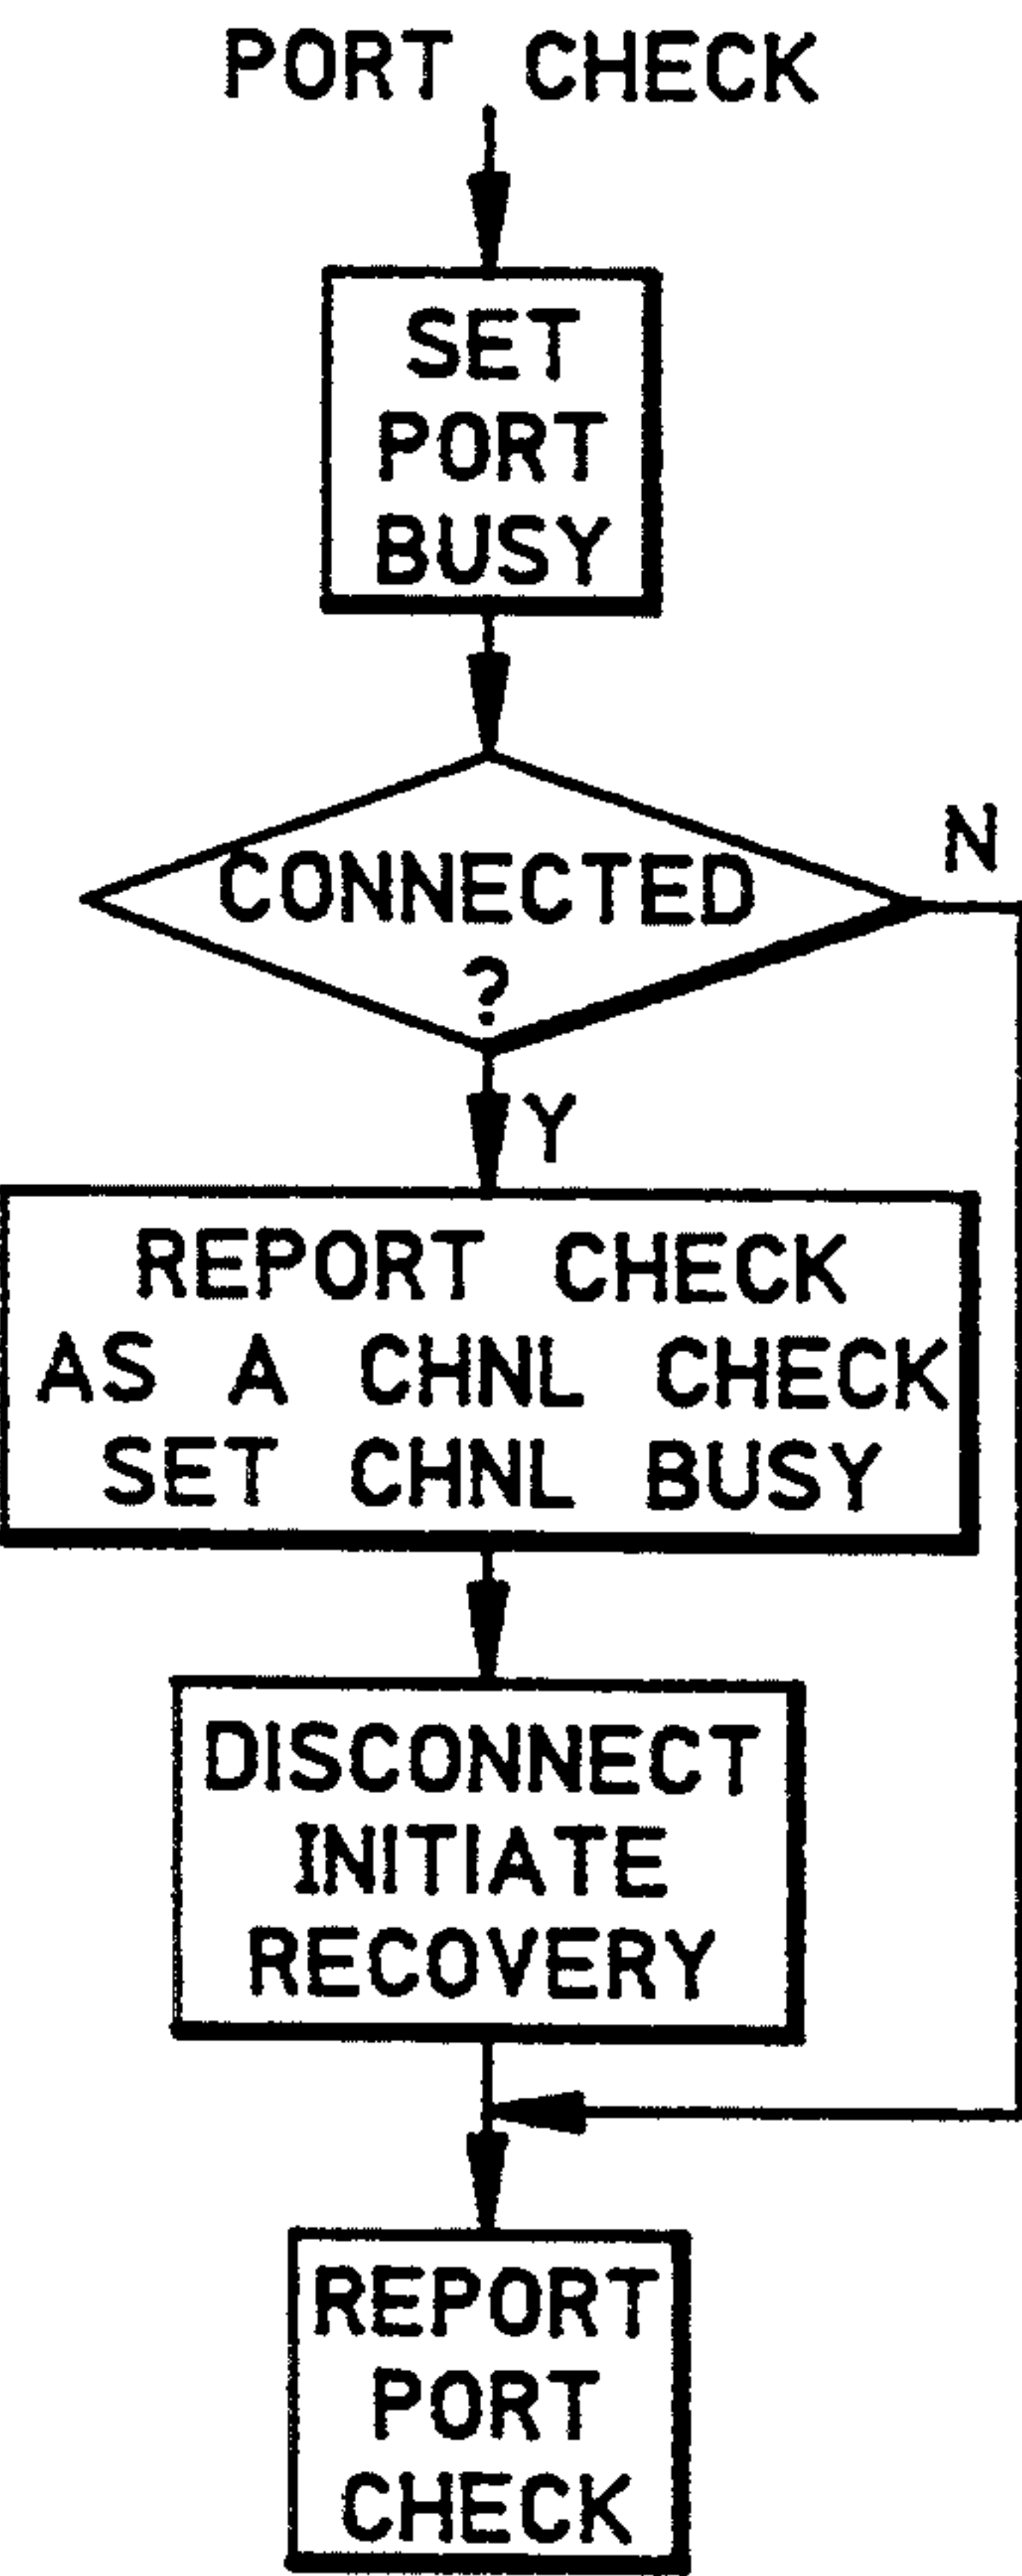 PORT CHECK
SET
PORT
BUSY
CONNECTED
?
N
Y
REPORT CHECK
AS A CHNL CHECK
SET CHNL BUSY
DISCONNECT
INITIATE
RECOVERY
REPORT
PORT
CHECK